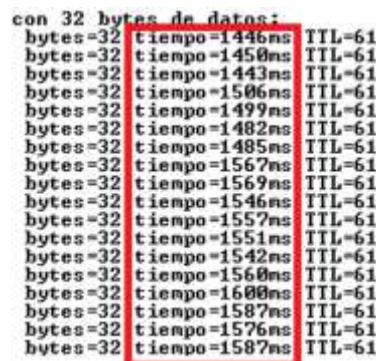 con 32 bytes de datos:
bytes=32 tiempo=1446ms TTL=61
bytes=32 tiempo=1450ms TTL=61
bytes=32 tiempo=1443ms TTL=61
bytes=32 tiempo=1506ms TTL=61
bytes=32 tiempo=1499ms TTL=61
bytes=32 tiempo=1482ms TTL=61
bytes=32 tiempo=1485ms TTL=61
bytes=32 tiempo=1567ms TTL=61
bytes=32 tiempo=1569ms TTL=61
bytes=32 tiempo=1546ms TTL=61
bytes=32 tiempo=1557ms TTL=61
bytes=32 tiempo=1551ms TTL=61
bytes=32 tiempo=1542ms TTL=61
bytes=32 tiempo=1560ms TTL=61
bytes=32 tiempo=1600ms TTL=61
bytes=32 tiempo=1587ms TTL=61
bytes=32 tiempo=1576ms TTL=61
bytes=32 tiempo=1587ms TTL=61